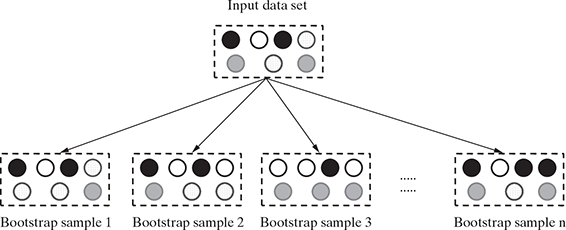 Input data set
.....
.....
Bootstrap sample 1
Bootstrap sample 2
Bootstrap sample 3
Bootstrap sample n